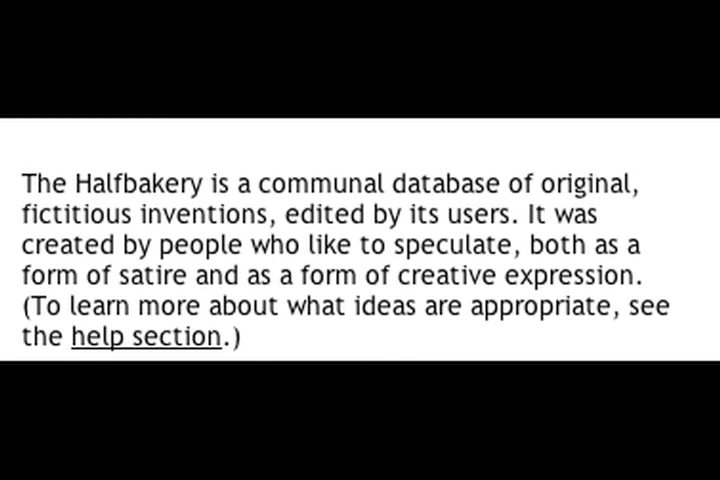 The Halfbakery is a communal database of original,
fictitious inventions, edited by its users. It was
created by people who like to speculate, both as a
form of satire and as a form of creative expression.
(To learn more about what ideas are appropriate, see
the help section.)